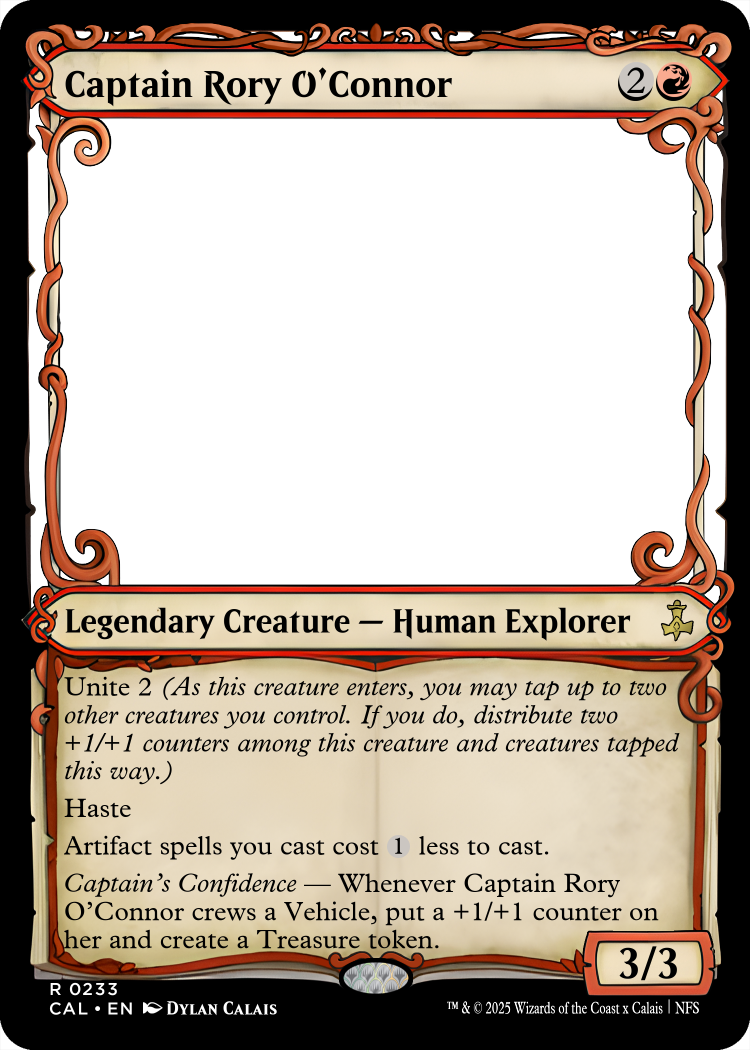 Captain Rory O’Connor 2
Legendary Creature — Human Explorer
Unite 2 (As this creature enters, you may tap up to two
other creatures you control. If you do, distribute two
+1/+1 counters among this creature and creatures tapped
this way.)
Haste
Artifact spells you cast cost 1 less to cast.
Captain’s Confidence — Whenever Captain Rory
O’Connor crews a Vehicle, put a +1/+1 counter on
her and create a Treasure token.
3/3
R 0233
CAL • EN DYLAN CALAIS
™ & © 2025 Wizards of the Coast x Calais | NFS